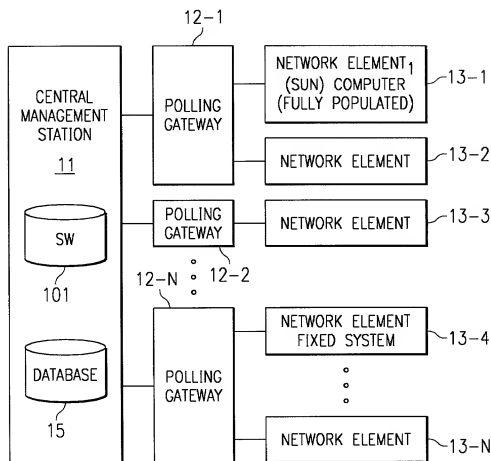 12-1
CENTRAL
MANAGEMENT
STATION
11
SW
101
DATABASE
15
POLLING
GATEWAY
POLLING
GATEWAY
12-2
12-N
POLLING
GATEWAY
NETWORK ELEMENT1
(SUN) COMPUTER
(FULLY POPULATED)
13-1
NETWORK ELEMENT
13-2
NETWORK ELEMENT
13-3
NETWORK ELEMENT
FIXED SYSTEM
13-4
NETWORK ELEMENT
13-N